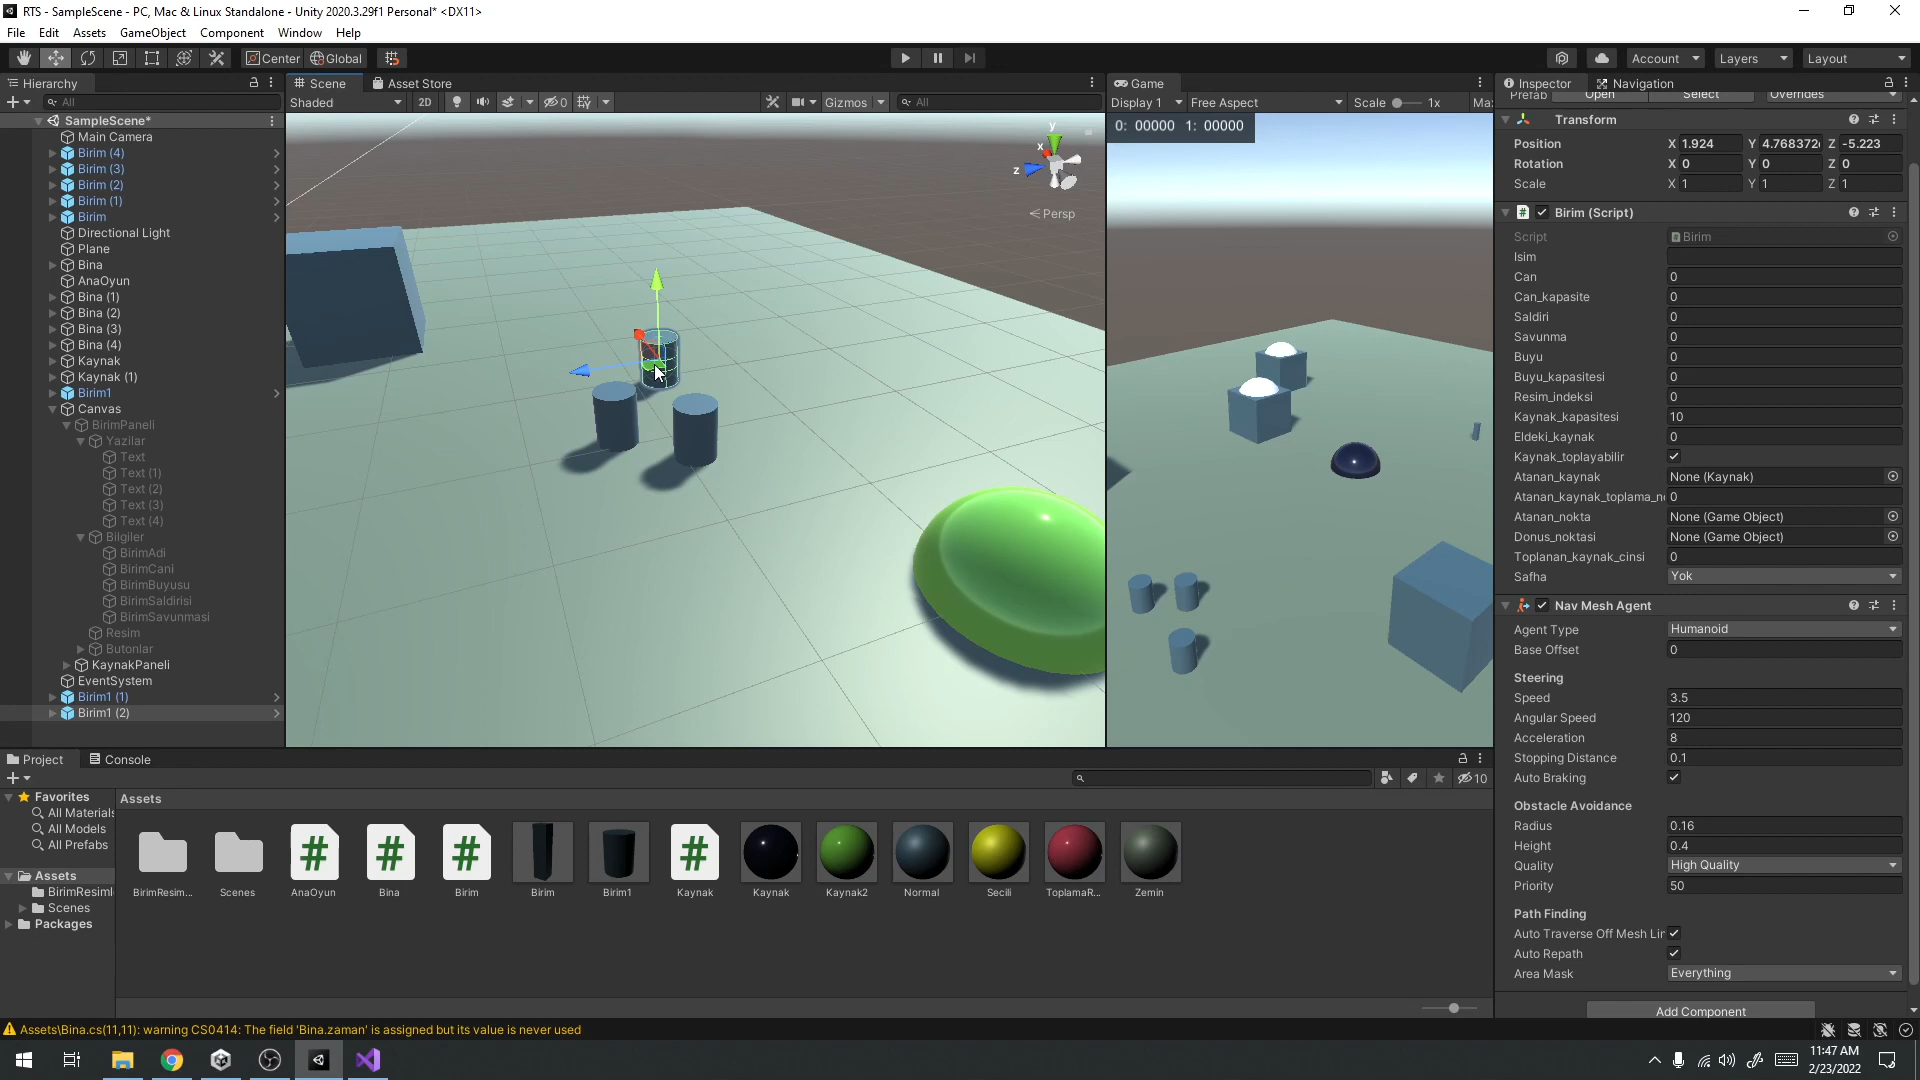 RTS - SampleScene - PC, Mac & Linux Standalone - Unity 2020.3.29f1 Personal* <DX11>
File Edit Assets GameObject Component Window Help
Center Global
Account Layers Layout
Hierarchy
All
SampleScene*
Main Camera
Birim (4)
Birim (3)
Birim (2)
Birim (1)
Birim
Directional Light
Plane
Bina
AnaOyun
Bina (1)
Bina (2)
Bina (3)
Bina (4)
Kaynak
Kaynak (1)
Birim1
Canvas
BirimPaneli
Yazilar
Text
Text (1)
Text (2)
Text (3)
Text (4)
Bilgiler
BirimAdi
BirimCani
BirimBuyusu
BirimSaldirisi
BirimSavunmasi
Resim
Butonlar
KaynakPaneli
EventSystem
Birim1 (1)
Birim1 (2)
Scene Asset Store
Shaded 2D 0 Gizmos All
y
x
z
Persp
Game
Display 1 Free Aspect Scale 1x Max
0: 00000 1: 00000
Inspector Navigation
Prefab Open Select Overrides
Transform
Position X 1.924 Y 4.768372 Z -5.223
Rotation X 0 Y 0 Z 0
Scale X 1 Y 1 Z 1
# Birim (Script)
Script Birim
Isim
Can 0
Can_kapasite 0
Saldiri 0
Savunma 0
Buyu 0
Buyu_kapasitesi 0
Resim_indeksi 0
Kaynak_kapasitesi 10
Eldeki_kaynak 0
Kaynak_toplayabilir
Atanan_kaynak None (Kaynak)
Atanan_kaynak_toplama_no 0
Atanan_nokta None (Game Object)
Donus_noktasi None (Game Object)
Toplanan_kaynak_cinsi 0
Safha Yok
Nav Mesh Agent
Agent Type Humanoid
Base Offset 0
Steering
Speed 3.5
Angular Speed 120
Acceleration 8
Stopping Distance 0.1
Auto Braking
Obstacle Avoidance
Radius 0.16
Height 0.4
Quality High Quality
Priority 50
Path Finding
Auto Traverse Off Mesh Lin
Auto Repath
Area Mask Everything
Add Component
Project Console
10
Favorites
All Materials
All Models
All Prefabs
Assets
BirimResiml
Scenes
Packages
Assets
# # # #
BirimResim... Scenes AnaOyun Bina Birim Birim Birim1 Kaynak Kaynak Kaynak2 Normal Secili ToplamaR... Zemin
Assets\Bina.cs(11,11): warning CS0414: The field 'Bina.zaman' is assigned but its value is never used
11:47 AM
2/23/2022